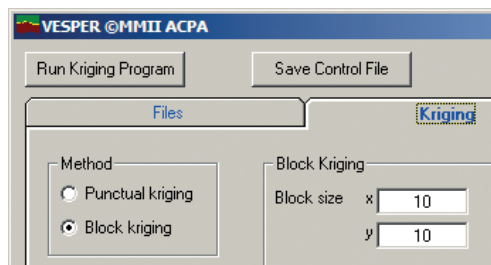 VESPER ©MMII ACPA
Run Kriging Program Save Control File
Files Kriging
Method Block Kriging
Punctual kriging Block size x 10
Block kriging y 10